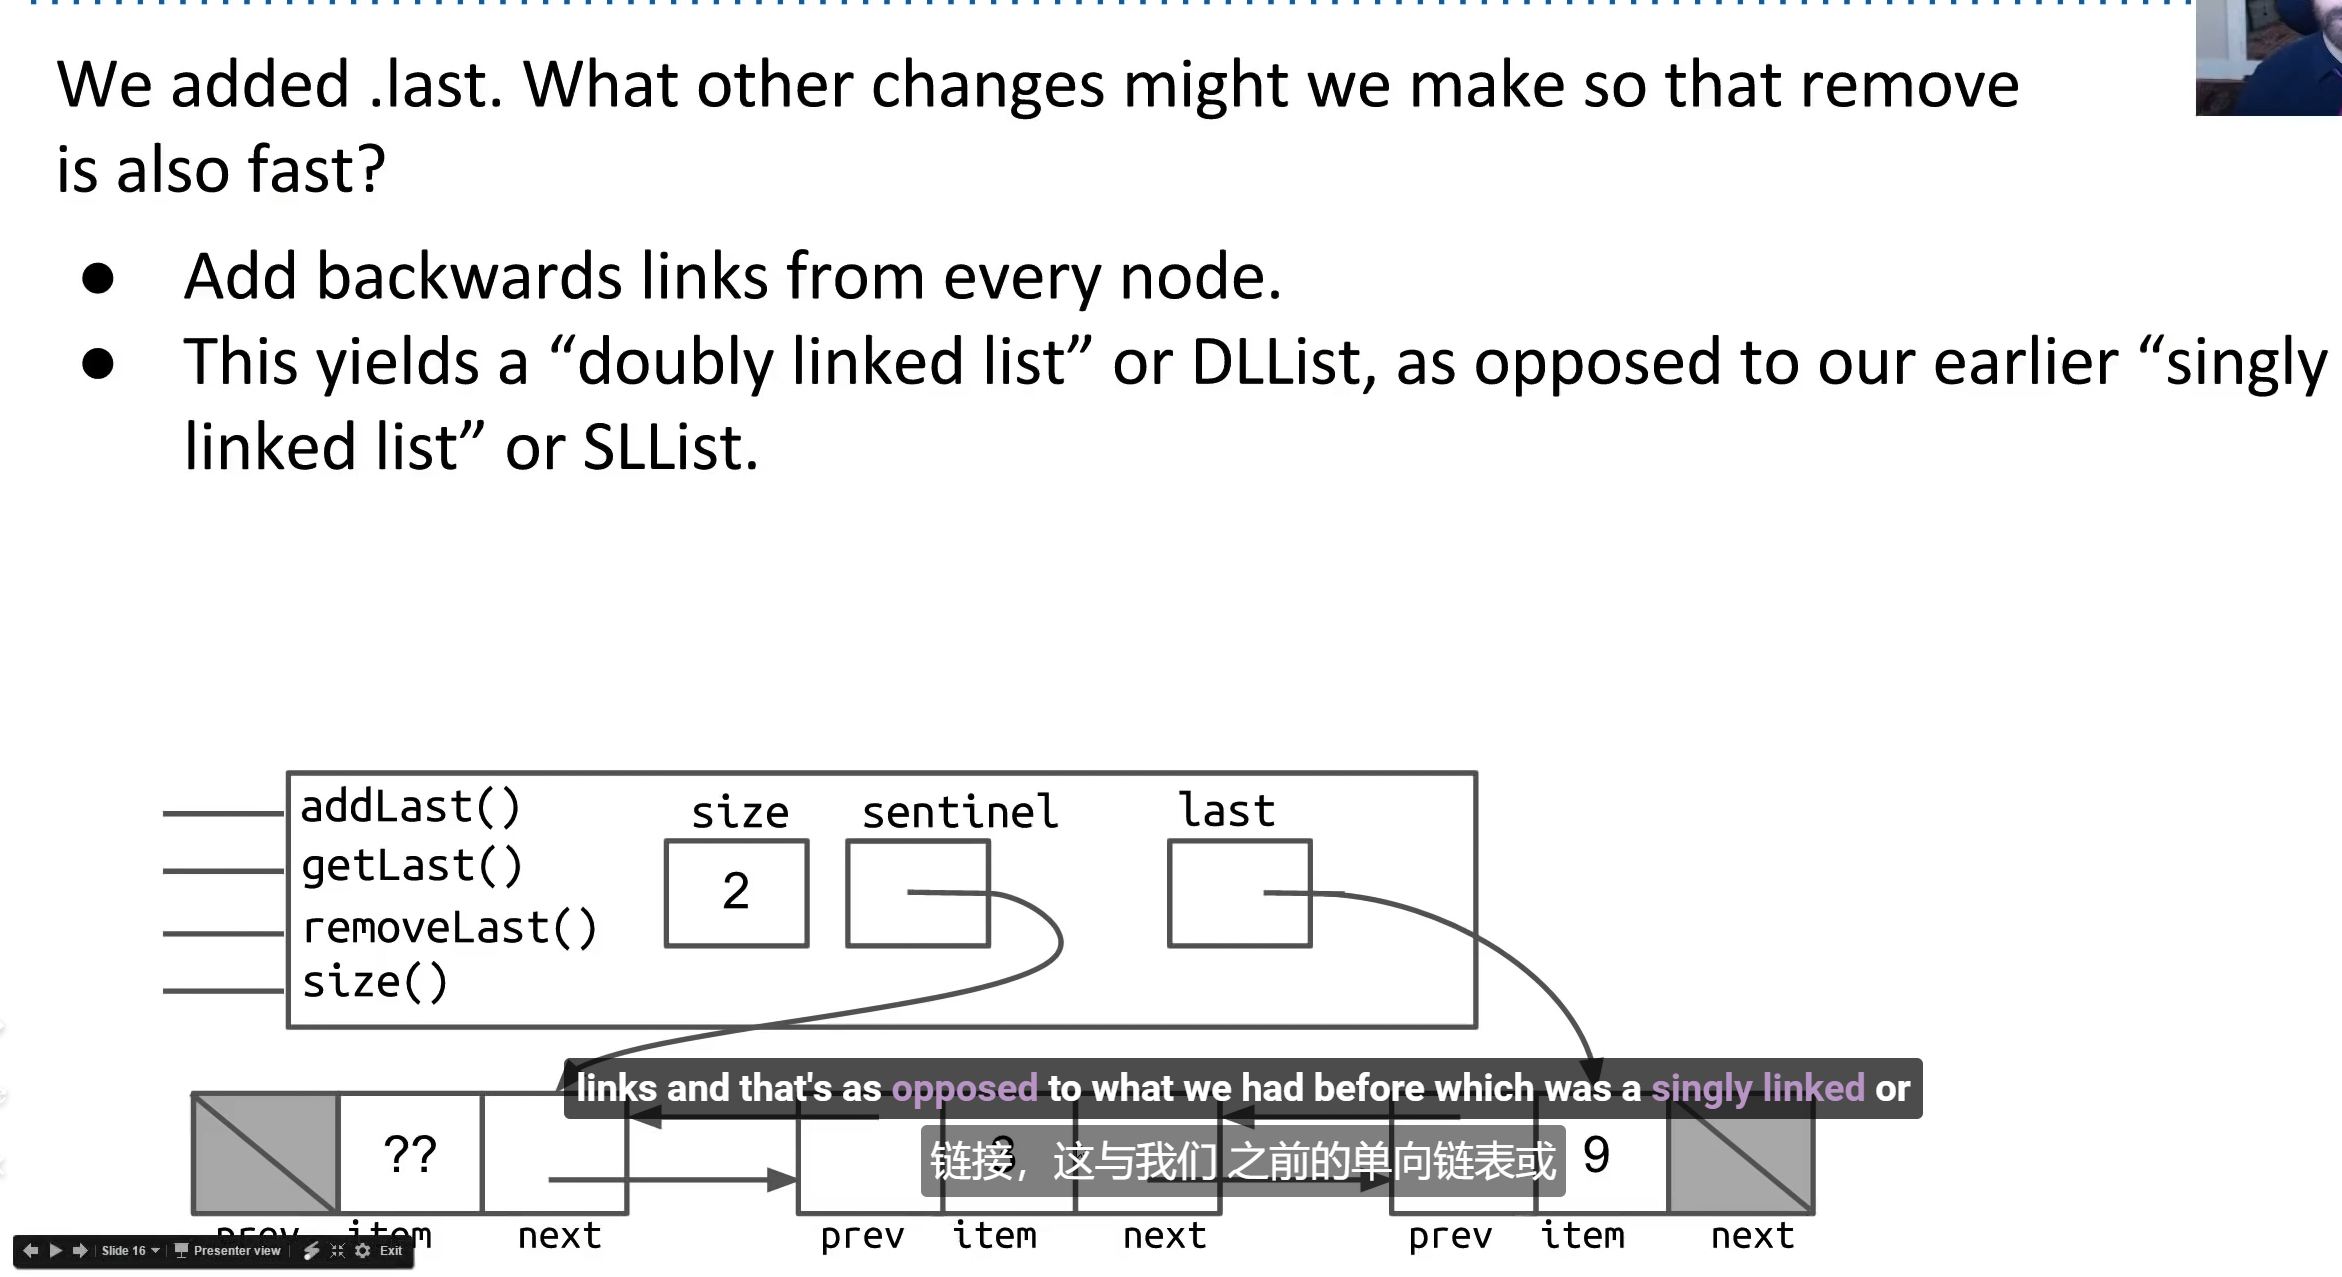 We added .last. What other changes might we make so that remove
is also fast?
● Add backwards links from every node.
● This yields a “doubly linked list” or DLList, as opposed to our earlier “singly
linked list” or SLList.
addLast()
getLast()
removeLast()
size()
size
sentinel
last
2
links and that's as opposed to what we had before which was a singly linked or
链接，这与我们 之前的单向链表或
??
3
9
prev item next
prev item next
prev item next
Slide 16
Presenter view
Exit